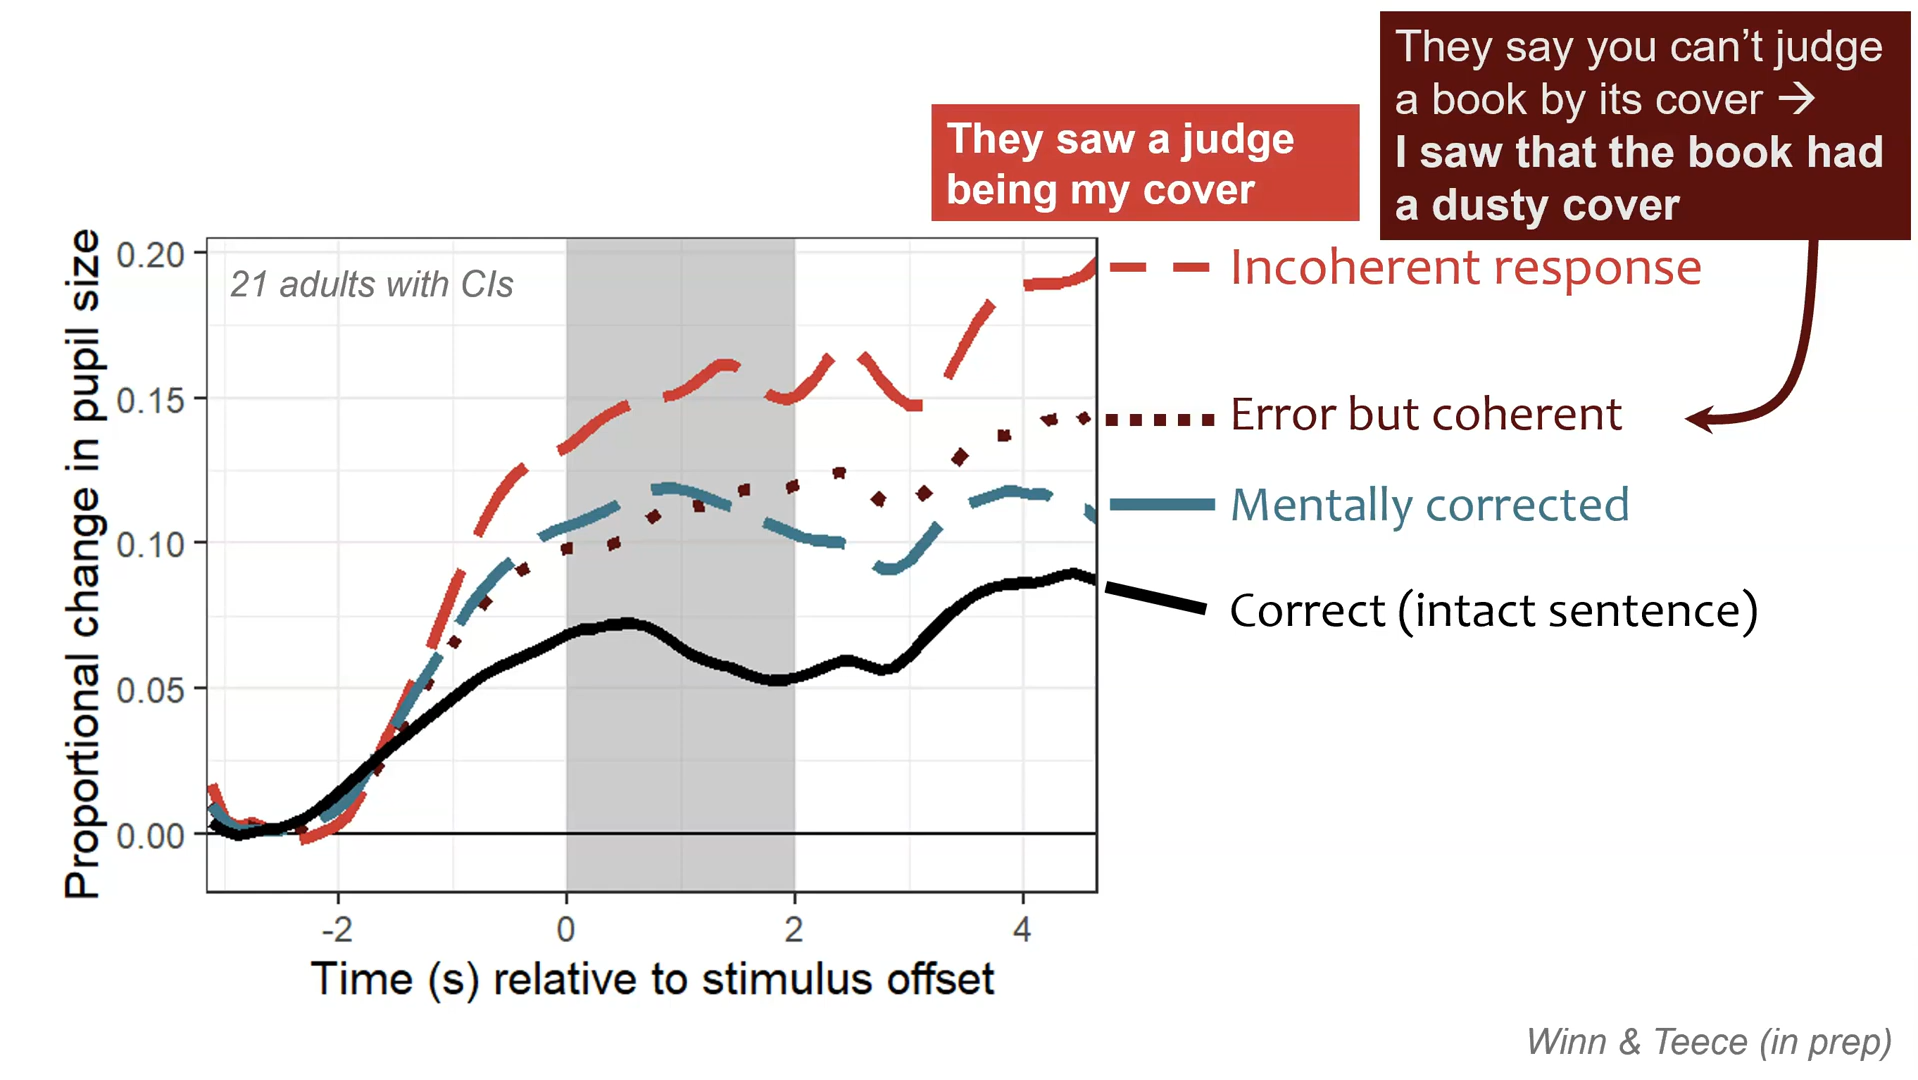 They say you can’t judge
a book by its cover →
I saw that the book had
a dusty cover
They saw a judge
being my cover
21 adults with CIs
Proportional change in pupil size
0.20
0.15
0.10
0.05
0.00
-2
0
2
4
Time (s) relative to stimulus offset
Incoherent response
Error but coherent
Mentally corrected
Correct (intact sentence)
Winn & Teece (in prep)